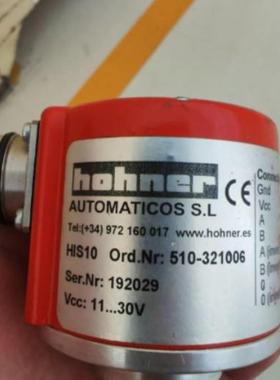 hohner
CE
AUTOMATICOS S.L
Tel:(+34) 972 160 017 www.hohner.es
HIS10 Ord.Nr: 510-321006
Ser.Nr: 192029
Vcc: 11...30V
Gnd
Vcc
A
B
A
B
0
0